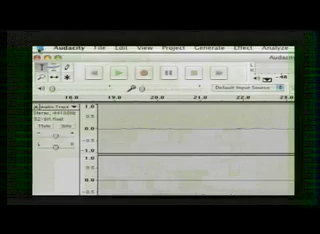 Audacity File Edit View Project Generate Effect Analyze
Audacity
L
R
-48
Default Input Source
18.0 19.0 20.0 21.0 22.0 23.0
Audio Track 1.0
Stereo, 44100Hz
32-bit float 0.5
Mute Solo
0.0
-0.5
-1.0
1.0
0.5
0.0
-0.5